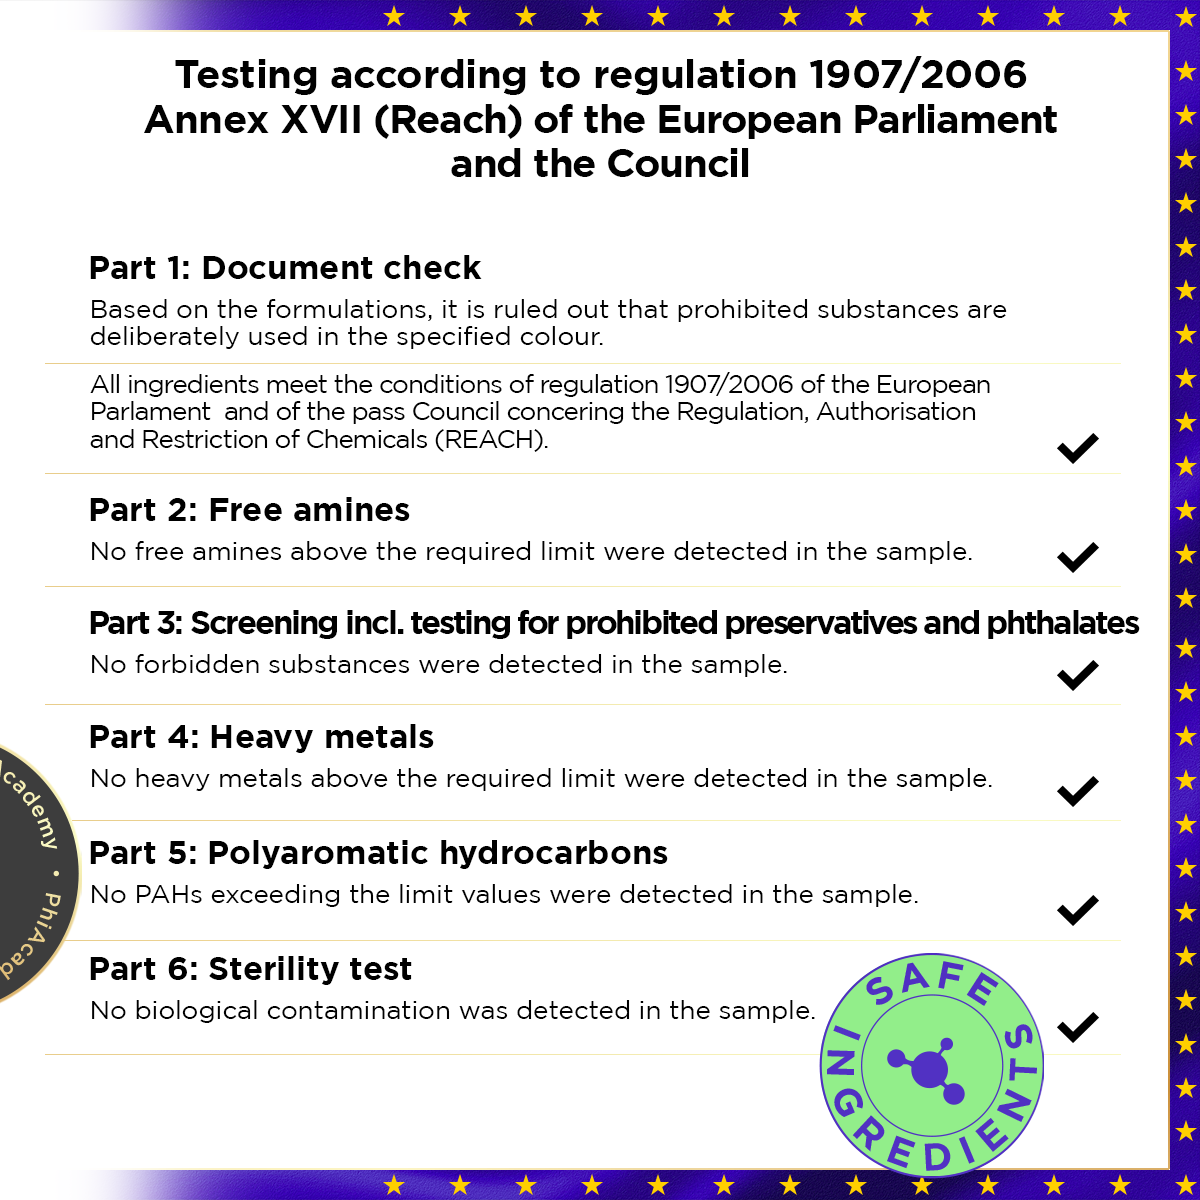 Testing according to regulation 1907/2006
Annex XVII (Reach) of the European Parliament
and the Council
Part 1: Document check
Based on the formulations, it is ruled out that prohibited substances are
deliberately used in the specified colour.
All ingredients meet the conditions of regulation 1907/2006 of the European
Parlament and of the pass Council concering the Regulation, Authorisation
and Restriction of Chemicals (REACH).
Part 2: Free amines
No free amines above the required limit were detected in the sample.
Part 3: Screening incl. testing for prohibited preservatives and phthalates
No forbidden substances were detected in the sample.
Part 4: Heavy metals
No heavy metals above the required limit were detected in the sample.
Academy • PhiAcad
Part 5: Polyaromatic hydrocarbons
No PAHs exceeding the limit values were detected in the sample.
Part 6: Sterility test
No biological contamination was detected in the sample.
SAFE
INGREDIENTS